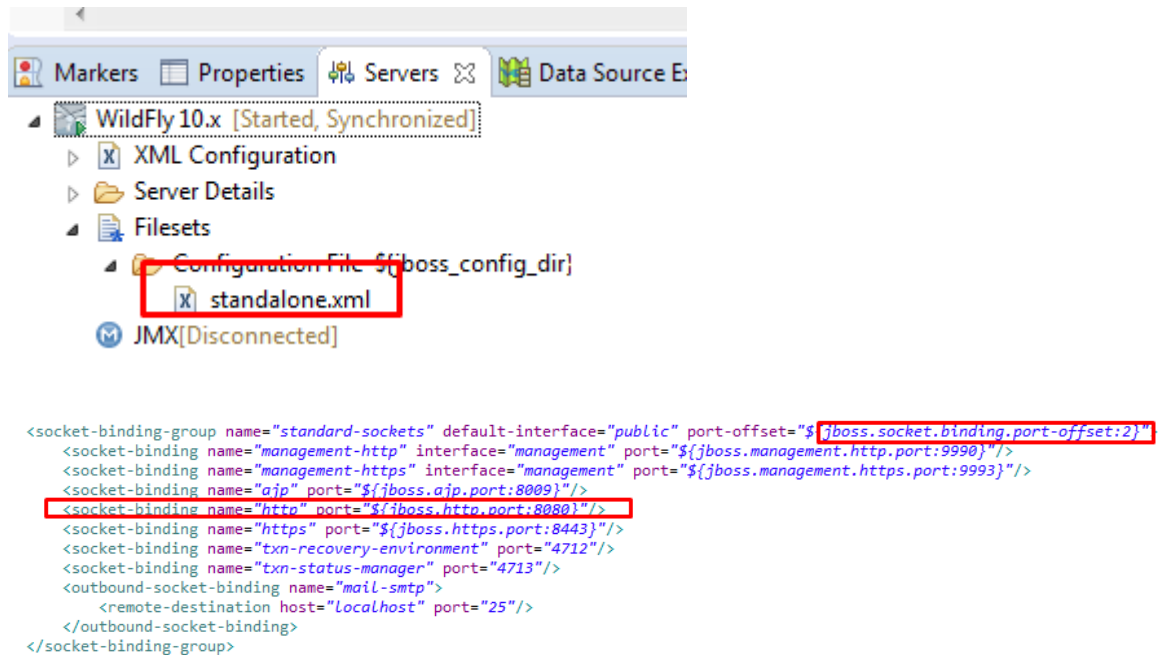 Markers Properties Servers Data Source Ex
WildFly 10.x [Started, Synchronized]
XML Configuration
Server Details
Filesets
Configuration File ${jboss_config_dir}
standalone.xml
JMX[Disconnected]
<socket-binding-group name="standard-sockets" default-interface="public" port-offset="${jboss.socket.binding.port-offset:2}">
<socket-binding name="management-http" interface="management" port="${jboss.management.http.port:9990}"/>
<socket-binding name="management-https" interface="management" port="${jboss.management.https.port:9993}"/>
<socket-binding name="ajp" port="${jboss.ajp.port:8009}"/>
<socket-binding name="http" port="${jboss.http.port:8080}"/>
<socket-binding name="https" port="${jboss.https.port:8443}"/>
<socket-binding name="txn-recovery-environment" port="4712"/>
<socket-binding name="txn-status-manager" port="4713"/>
<outbound-socket-binding name="mail-smtp">
<remote-destination host="localhost" port="25"/>
</outbound-socket-binding>
</socket-binding-group>